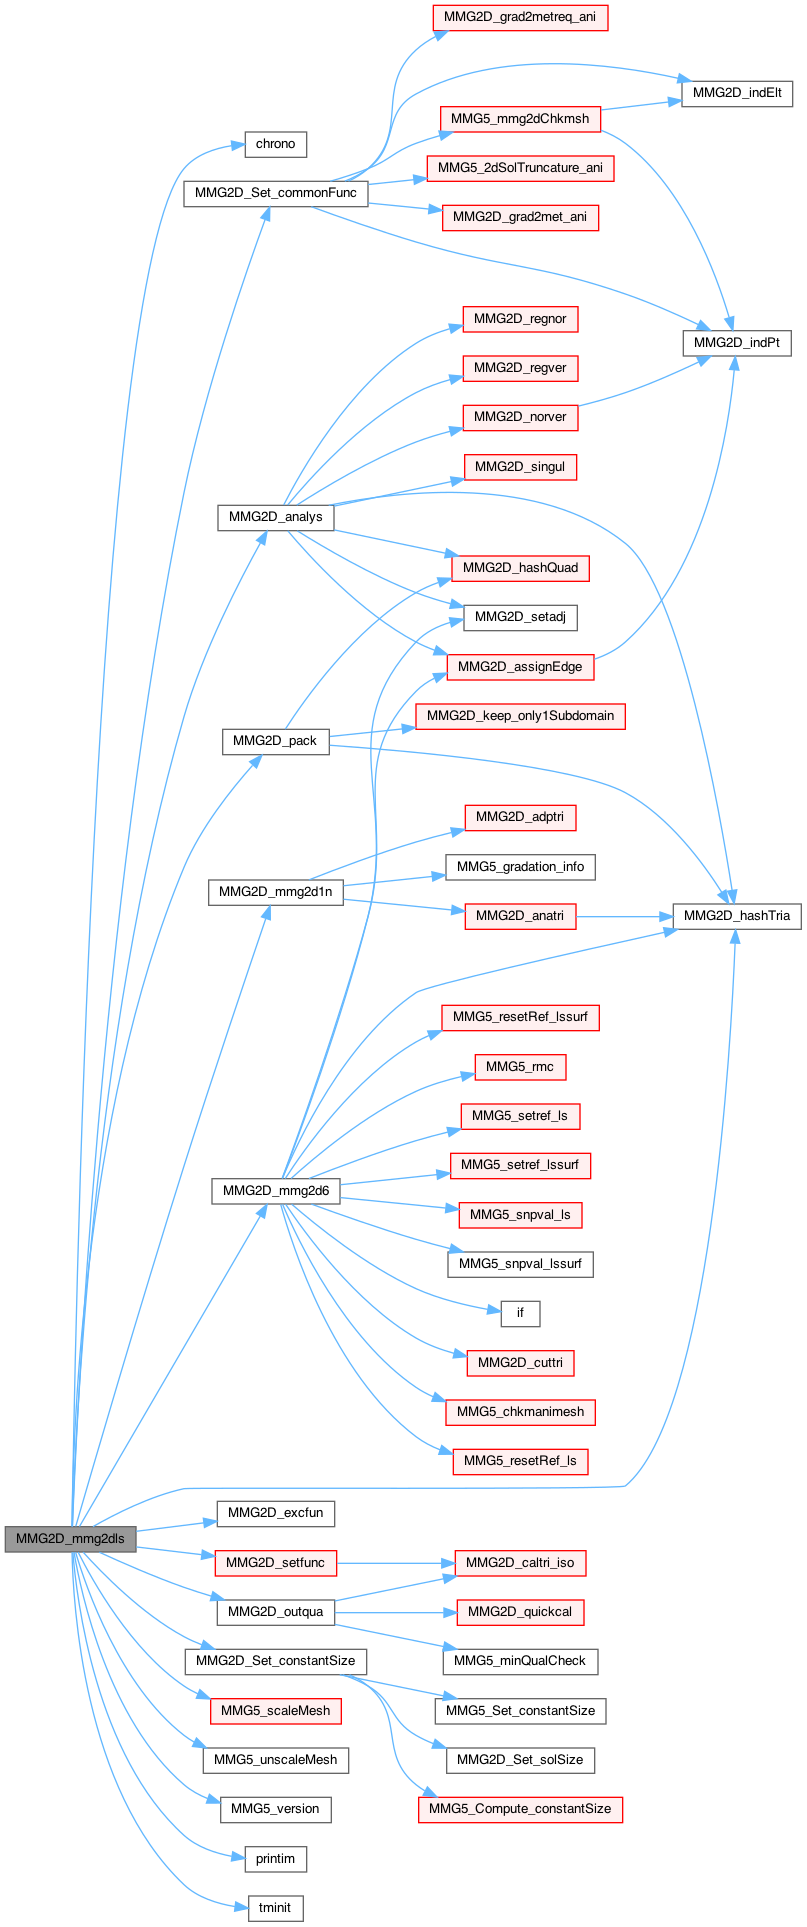 MMG2D_grad2metreq_ani
MMG2D_indElt
MMG5_mmg2dChkmsh
chrono
MMG5_2dSolTruncature_ani
MMG2D_Set_commonFunc
MMG2D_grad2met_ani
MMG2D_regnor
MMG2D_indPt
MMG2D_regver
MMG2D_norver
MMG2D_singul
MMG2D_analys
MMG2D_hashQuad
MMG2D_setadj
MMG2D_assignEdge
MMG2D_keep_only1Subdomain
MMG2D_pack
MMG2D_adptri
MMG5_gradation_info
MMG2D_mmg2d1n
MMG2D_anatri
MMG2D_hashTria
MMG5_resetRef_lssurf
MMG5_rmc
MMG5_setref_ls
MMG5_setref_lssurf
MMG2D_mmg2d6
MMG5_snpval_ls
MMG5_snpval_lssurf
if
MMG2D_cuttri
MMG5_chkmanimesh
MMG5_resetRef_ls
MMG2D_excfun
MMG2D_mmg2dls
MMG2D_setfunc
MMG2D_caltri_iso
MMG2D_outqua
MMG2D_quickcal
MMG2D_Set_constantSize
MMG5_minQualCheck
MMG5_scaleMesh
MMG5_Set_constantSize
MMG5_unscaleMesh
MMG2D_Set_solSize
MMG5_version
MMG5_Compute_constantSize
printim
tminit